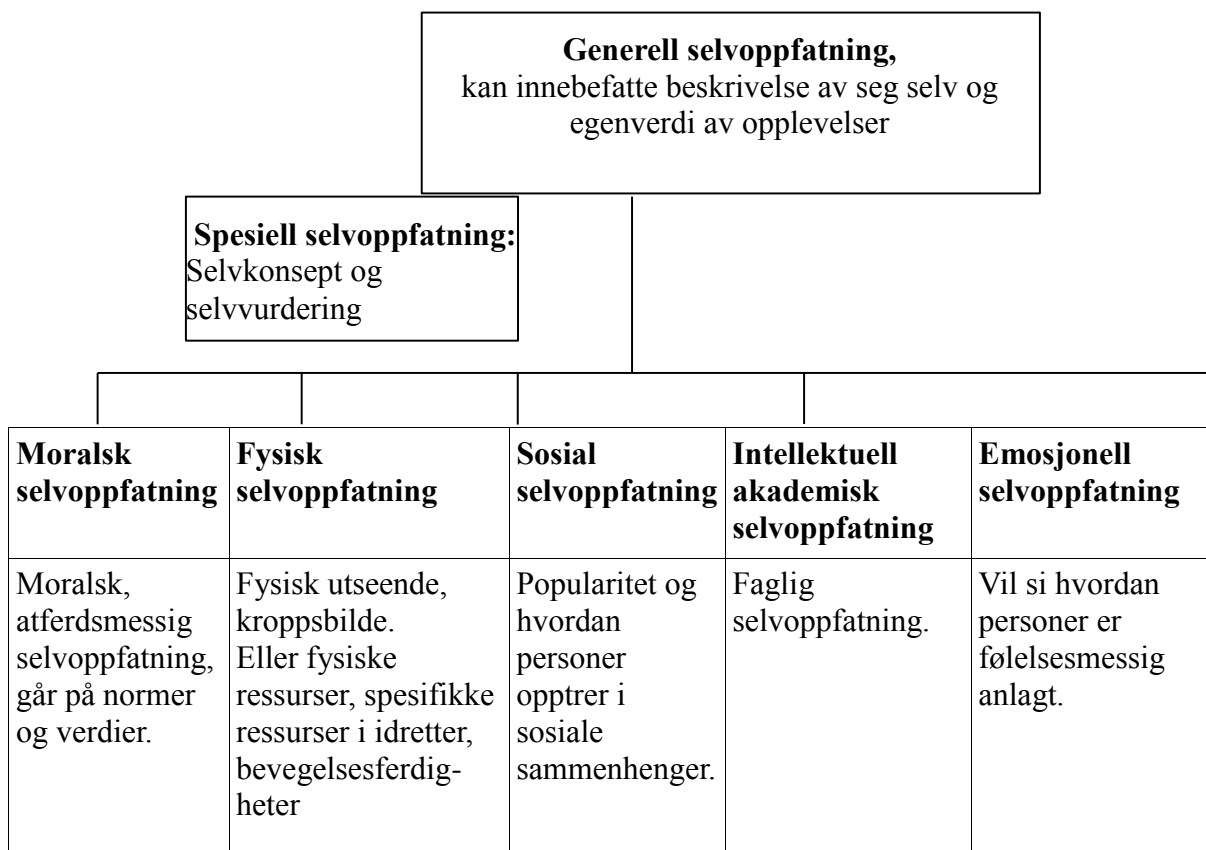 Generell selvoppfatning,
kan innebefatte beskrivelse av seg selv og
egenverdi av opplevelser
Spesiell selvoppfatning:
Selvkonsept og
selvvurdering
Moralsk
selvoppfatning
Fysisk
selvoppfatning
Sosial
selvoppfatning
Intellektuell
akademisk
selvoppfatning
Emosjonell
selvoppfatning
Moralsk,
atferdsmessig
selvoppfatning,
går på normer
og verdier.
Fysisk utseende,
kroppsbilde.
Eller fysiske
ressurser, spesifikke
ressurser i idretter,
bevegelsesferdig-
heter
Popularitet og
hvordan
personer
opptrer i
sosiale
sammenhenger.
Faglig
selvoppfatning.
Vil si hvordan
personer er
følelsesmessig
anlagt.